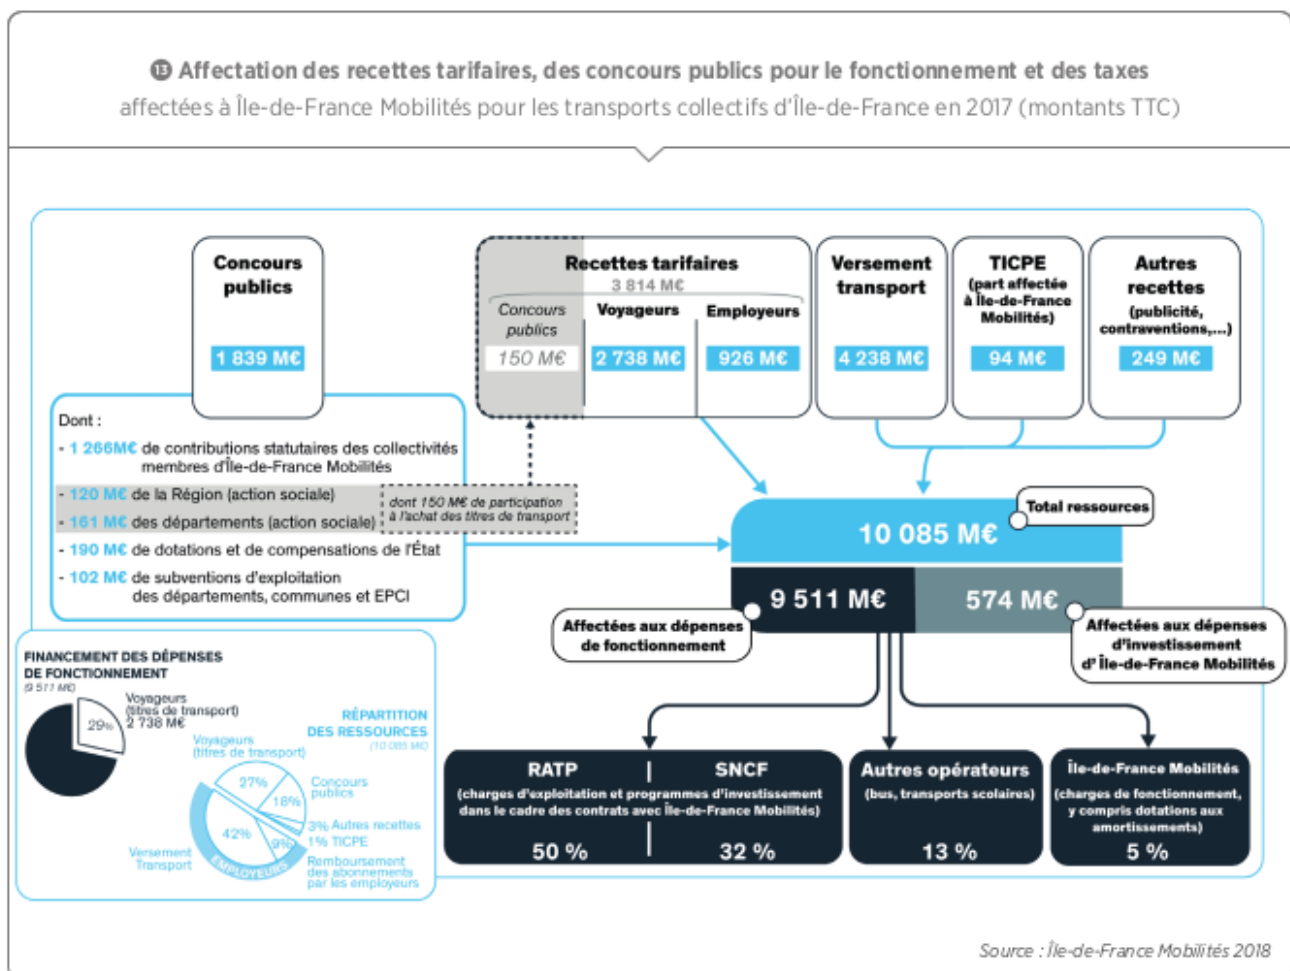 13 Affectation des recettes tarifaires, des concours publics pour le fonctionnement et des taxes
affectées à Île-de-France Mobilités pour les transports collectifs d'Île-de-France en 2017 (montants TTC)
Concours
publics
1 839 M€
Recettes tarifaires
3 814 M€
Concours
publics
150 M€
Voyageurs
2 738 M€
Employeurs
926 M€
Versement
transport
4 238 M€
TICPE
(part affectée
à Île-de-France
Mobilités)
94 M€
Autres
recettes
(publicité,
contraventions,...)
249 M€
Dont :
- 1 266M€ de contributions statutaires des collectivités
membres d'Île-de-France Mobilités
- 120 M€ de la Région (action sociale)
- 161 M€ des départements (action sociale)
- 190 M€ de dotations et de compensations de l'État
- 102 M€ de subventions d'exploitation
des départements, communes et EPCI
dont 150 M€ de participation
à l'achat des titres de transport
Total ressources
10 085 M€
9 511 M€
574 M€
Affectées aux dépenses
de fonctionnement
Affectées aux dépenses
d'investissement
d' Île-de-France Mobilités
FINANCEMENT DES DÉPENSES
DE FONCTIONNEMENT
(9 511 M€)
Voyageurs
(titres de transport)
2 738 M€
29%
RÉPARTITION
DES RESSOURCES
(10 085 M€)
Voyageurs
(titres de transport)
27%
Concours
publics
18%
3% Autres recettes
1% TICPE
42%
9%
Versement
Transport
EMPLOYEURS
Remboursement
des abonnements
par les employeurs
RATP
SNCF
(charges d'exploitation et programmes d'investissement
dans le cadre des contrats avec Île-de-France Mobilités)
50 %
32 %
Autres opérateurs
(bus, transports scolaires)
13 %
Île-de-France Mobilités
(charges de fonctionnement,
y compris dotations aux
amortissements)
5 %
Source : Île-de-France Mobilités 2018